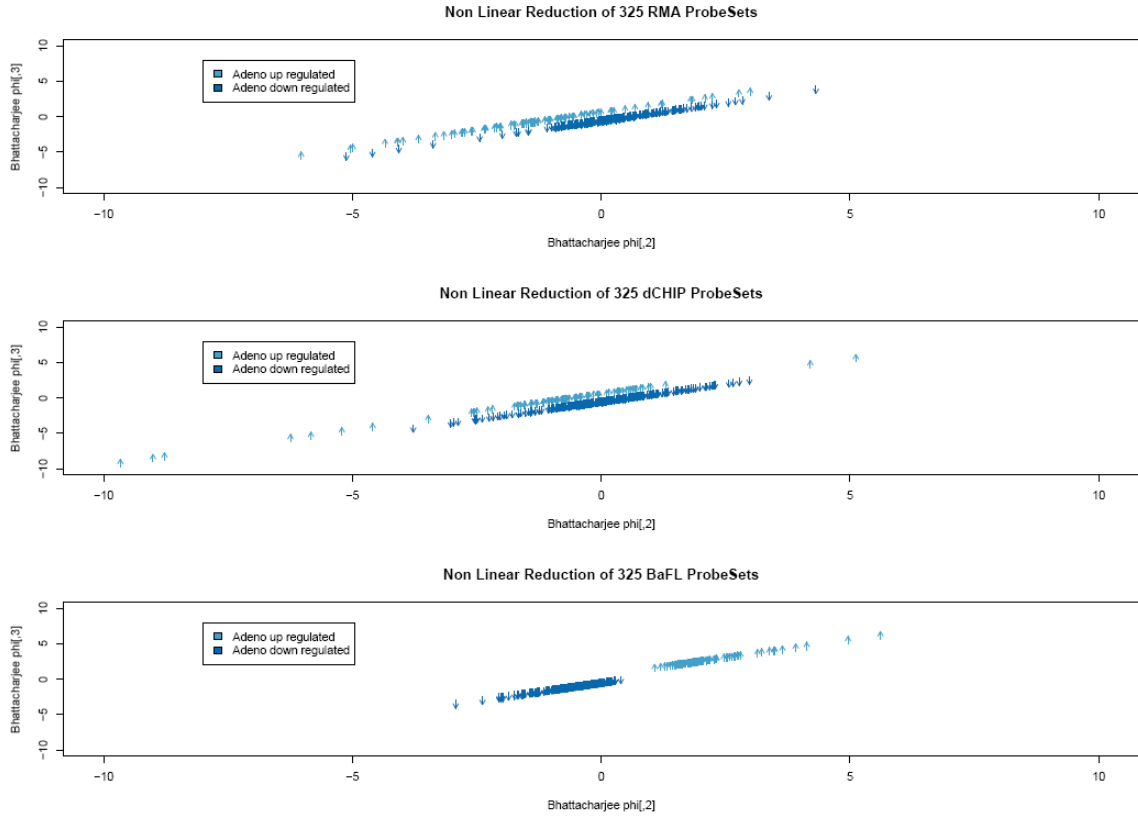 Non Linear Reduction of 325 RMA ProbeSets
Bhattacharjee phi[,3]
10
5
0
−5
−10
Adeno up regulated
Adeno down regulated
−10
−5
0
5
10
Bhattacharjee phi[,2]
Non Linear Reduction of 325 dCHIP ProbeSets
Bhattacharjee phi[,3]
10
5
0
−5
−10
Adeno up regulated
Adeno down regulated
−10
−5
0
5
10
Bhattacharjee phi[,2]
Non Linear Reduction of 325 BaFL ProbeSets
Bhattacharjee phi[,3]
10
5
0
−5
−10
Adeno up regulated
Adeno down regulated
−10
−5
0
5
10
Bhattacharjee phi[,2]